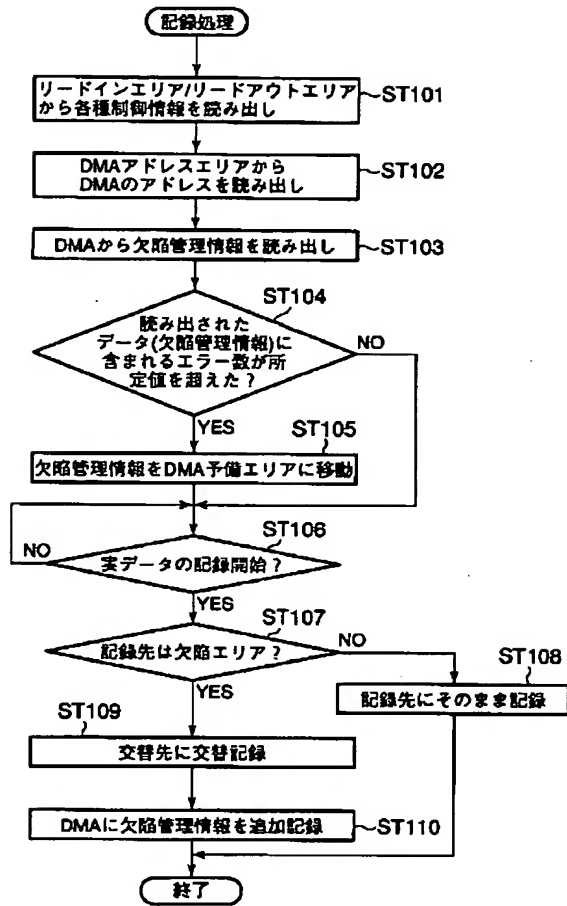 記録処理
リードインエリア/リードアウトエリア
から各種制御情報を読み出し
ST101
DMAアドレスエリアから
DMAのアドレスを読み出し
ST102
DMAから欠陥管理情報を読み出し
ST103
ST104
読み出された
データ(欠陥管理情報)に
含まれるエラー数が所
定値を超えた?
NO
YES
ST105
欠陥管理情報をDMA予備エリアに移動
ST106
NO
実データの記録開始?
YES
ST107
記録先は欠陥エリア?
NO
YES
ST108
記録先にそのまま記録
ST109
交替先に交替記録
DMAに欠陥管理情報を追加記録
ST110
終了